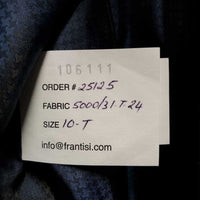 106111
ORDER # 25125
FABRIC 5000/31-T24
SIZE 10-T
info@frantisi.com